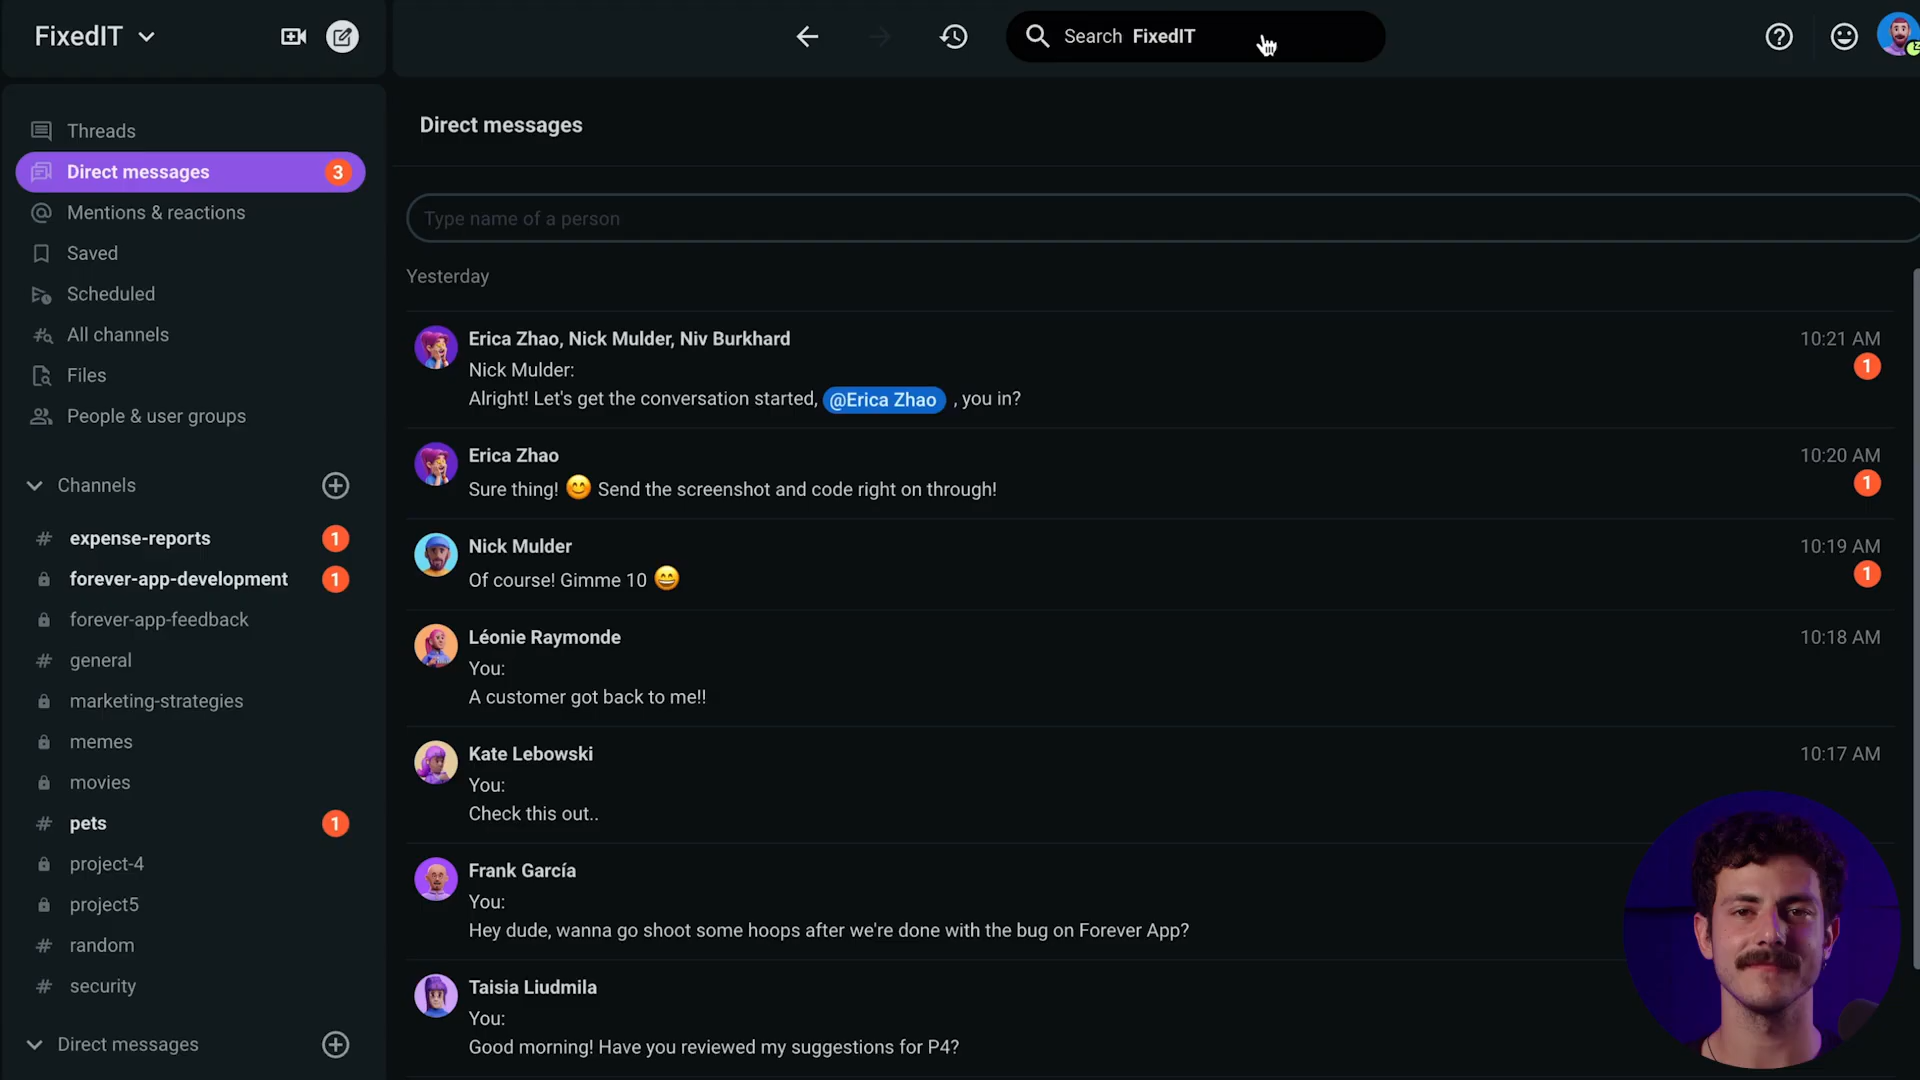 FixedIT
Search FixedIT
Threads
Direct messages 3
Mentions & reactions
Saved
Scheduled
All channels
Files
People & user groups
Channels
# expense-reports 1
forever-app-development 1
forever-app-feedback
# general
marketing-strategies
memes
movies
# pets 1
project-4
project5
# random
# security
Direct messages
Direct messages
Type name of a person
Yesterday
Erica Zhao, Nick Mulder, Niv Burkhard 10:21 AM
Nick Mulder: 1
Alright! Let's get the conversation started, @Erica Zhao , you in?
Erica Zhao 10:20 AM
Sure thing! 😊 Send the screenshot and code right on through! 1
Nick Mulder 10:19 AM
Of course! Gimme 10 😄 1
Léonie Raymonde 10:18 AM
You:
A customer got back to me!!
Kate Lebowski 10:17 AM
You:
Check this out..
Frank García
You:
Hey dude, wanna go shoot some hoops after we're done with the bug on Forever App?
Taisia Liudmila
You:
Good morning! Have you reviewed my suggestions for P4?